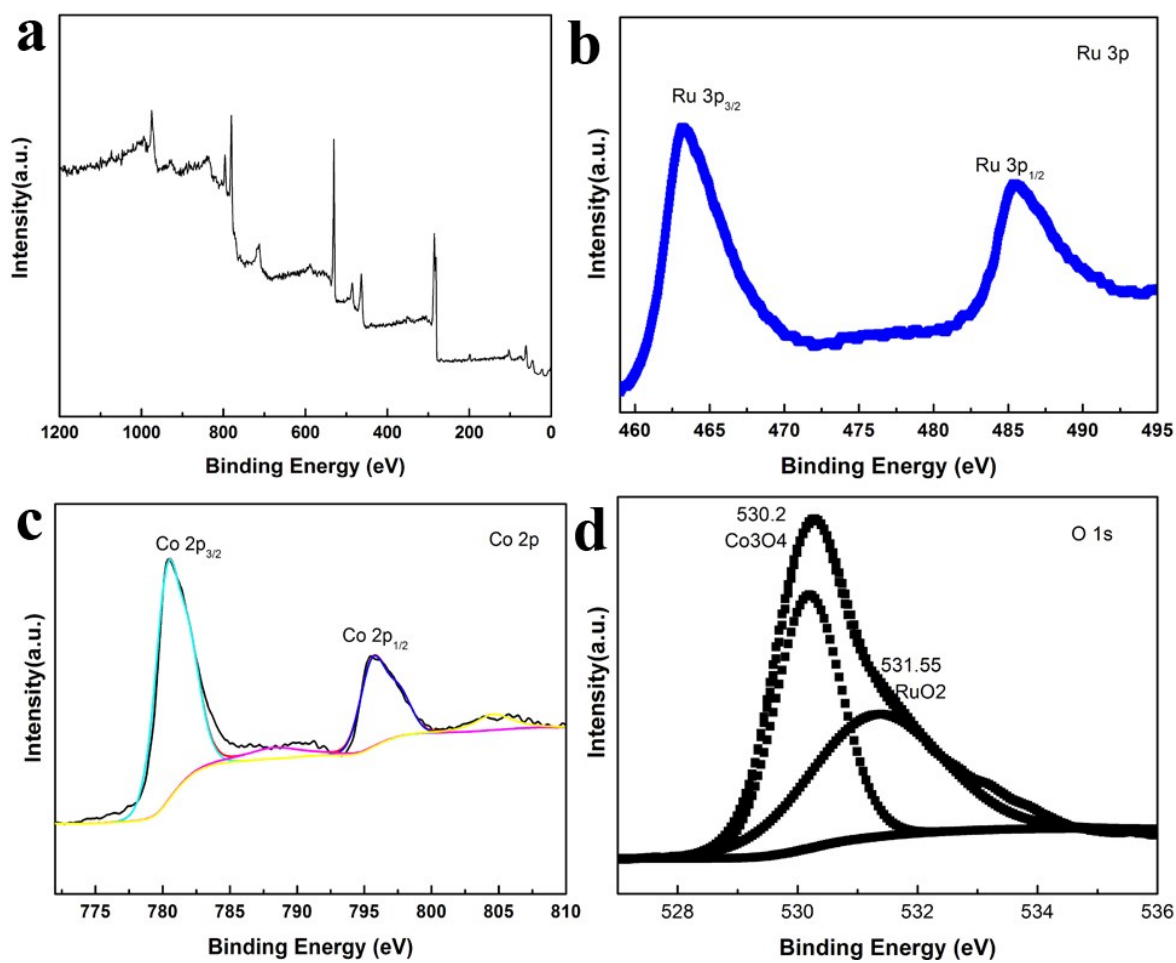 a
Intensity(a.u.)
1200 1000 800 600 400 200 0
Binding Energy (eV)
b
Ru 3p
Ru 3p3/2
Ru 3p1/2
Intensity(a.u.)
460 465 470 475 480 485 490 495
Binding Energy (eV)
c
Co 2p
Co 2p3/2
Co 2p1/2
Intensity(a.u.)
775 780 785 790 795 800 805 810
Binding Energy (eV)
d
530.2
Co3O4
O 1s
531.55
RuO2
Intensity(a.u.)
528 530 532 534 536
Binding Energy (eV)